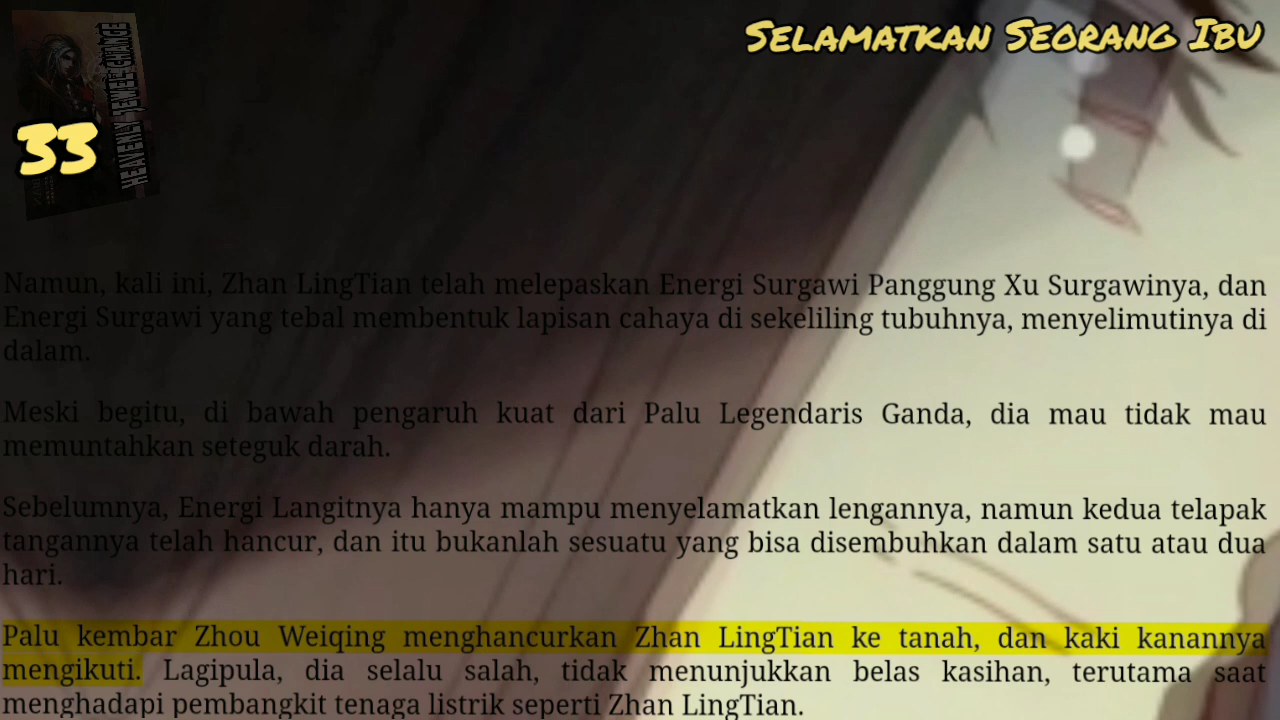 Selamatkan Seorang Ibu
HEAVENLY JEWEL CHANGE
33
Namun, kali ini, Zhan LingTian telah melepaskan Energi Surgawi Panggung Xu Surgawinya, dan
Energi Surgawi yang tebal membentuk lapisan cahaya di sekeliling tubuhnya, menyelimutinya di
dalam.
Meski begitu, di bawah pengaruh kuat dari Palu Legendaris Ganda, dia mau tidak mau
memuntahkan seteguk darah.
Sebelumnya, Energi Langitnya hanya mampu menyelamatkan lengannya, namun kedua telapak
tangannya telah hancur, dan itu bukanlah sesuatu yang bisa disembuhkan dalam satu atau dua
hari.
Palu kembar Zhou Weiqing menghancurkan Zhan LingTian ke tanah, dan kaki kanannya
mengikuti. Lagipula, dia selalu salah, tidak menunjukkan belas kasihan, terutama saat
menghadapi pembangkit tenaga listrik seperti Zhan LingTian.